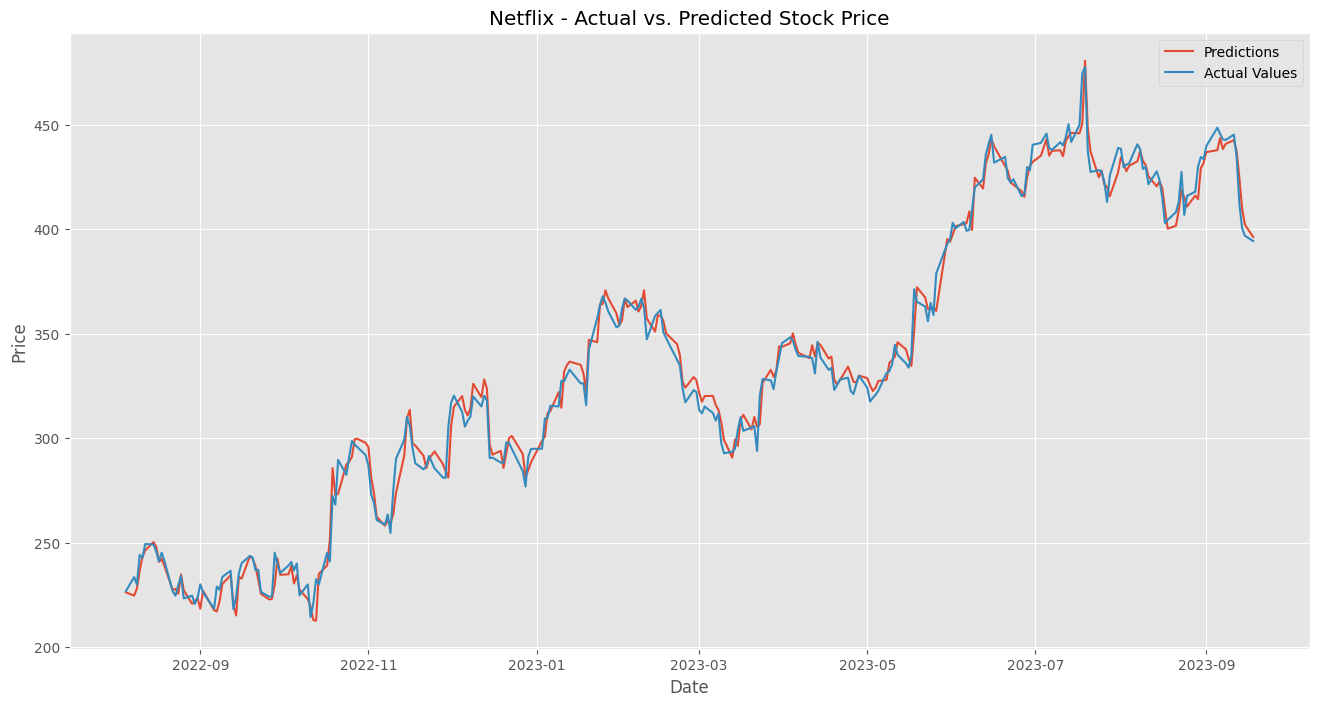 Netflix - Actual vs. Predicted Stock Price
Predictions
Actual Values
Price
450
400
350
300
250
200
2022-09
2022-11
2023-01
2023-03
2023-05
2023-07
2023-09
Date